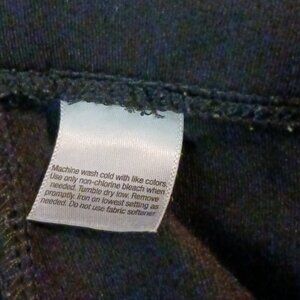 Machine wash cold with like colors.
Use only non-chlorine bleach when
needed. Tumble dry low. Remove
promptly. Iron on lowest setting as
needed. Do not use fabric softener.